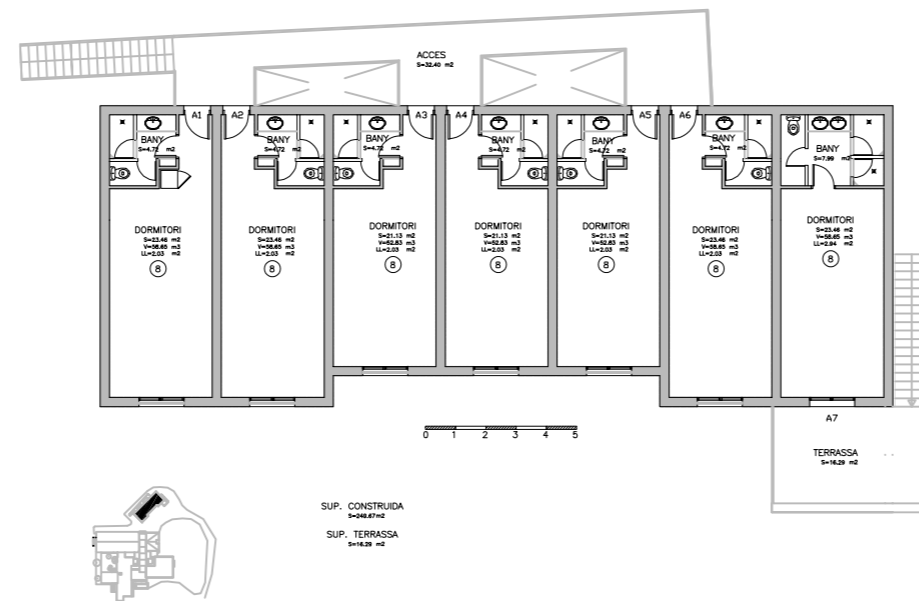 ACCES
S=32.40 m2
A1
A2
A3
A4
A5
A6
BANY
S=4.72 m2
BANY
S=4.72 m2
BANY
S=4.72 m2
BANY
S=4.72 m2
BANY
S=4.72 m2
BANY
S=4.72 m2
BANY
S=7.99 m2
DORMITORI
S=23.46 m2
V=58.65 m3
LL=2.03 m2
8
DORMITORI
S=23.46 m2
V=58.65 m3
LL=2.03 m2
8
DORMITORI
S=21.13 m2
V=52.83 m3
LL=2.03 m2
8
DORMITORI
S=21.13 m2
V=52.83 m3
LL=2.03 m2
8
DORMITORI
S=21.13 m2
V=52.83 m3
LL=2.03 m2
8
DORMITORI
S=23.46 m2
V=58.65 m3
LL=2.03 m2
8
DORMITORI
S=23.46 m2
V=58.65 m3
LL=2.94 m2
8
A7
0 1 2 3 4 5
TERRASSA
S=16.29 m2
SUP. CONSTRUIDA
S=248.67m2
SUP. TERRASSA
S=16.29 m2